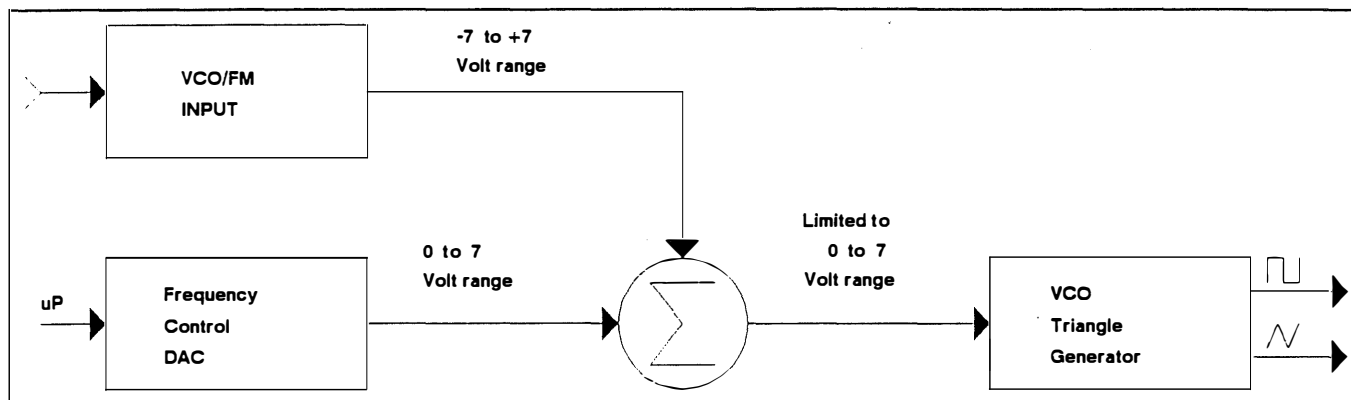 VCO/FM
INPUT
-7 to +7
Volt range
uP
Frequency
Control
DAC
0 to 7
Volt range
Σ
Limited to
0 to 7
Volt range
VCO
Triangle
Generator